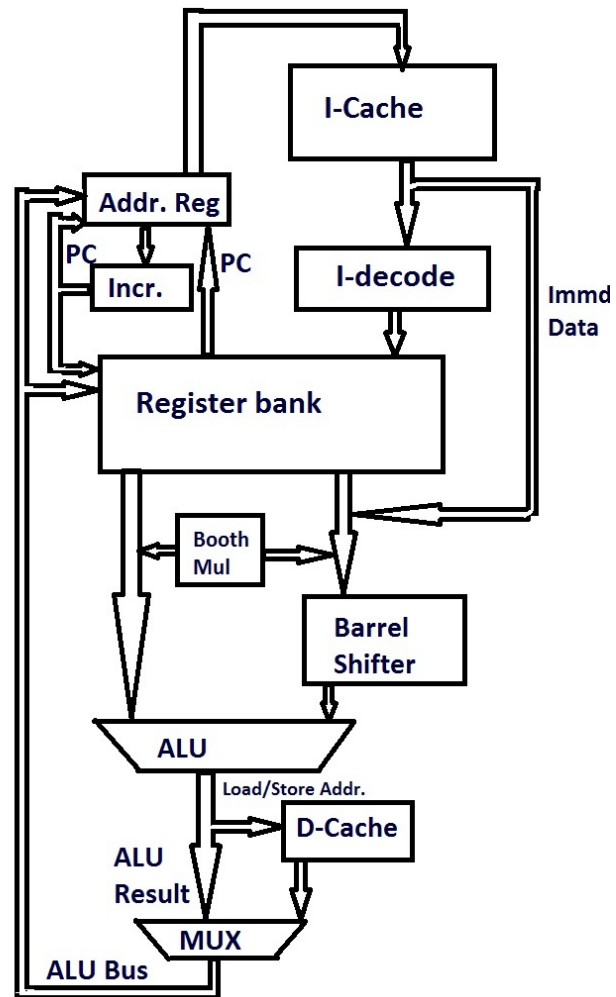 I-Cache
Addr. Reg
PC
PC
Incr.
I-decode
Immd
Data
Register bank
Booth
Mul
Barrel
Shifter
ALU
Load/Store Addr.
D-Cache
ALU
Result
MUX
ALU Bus